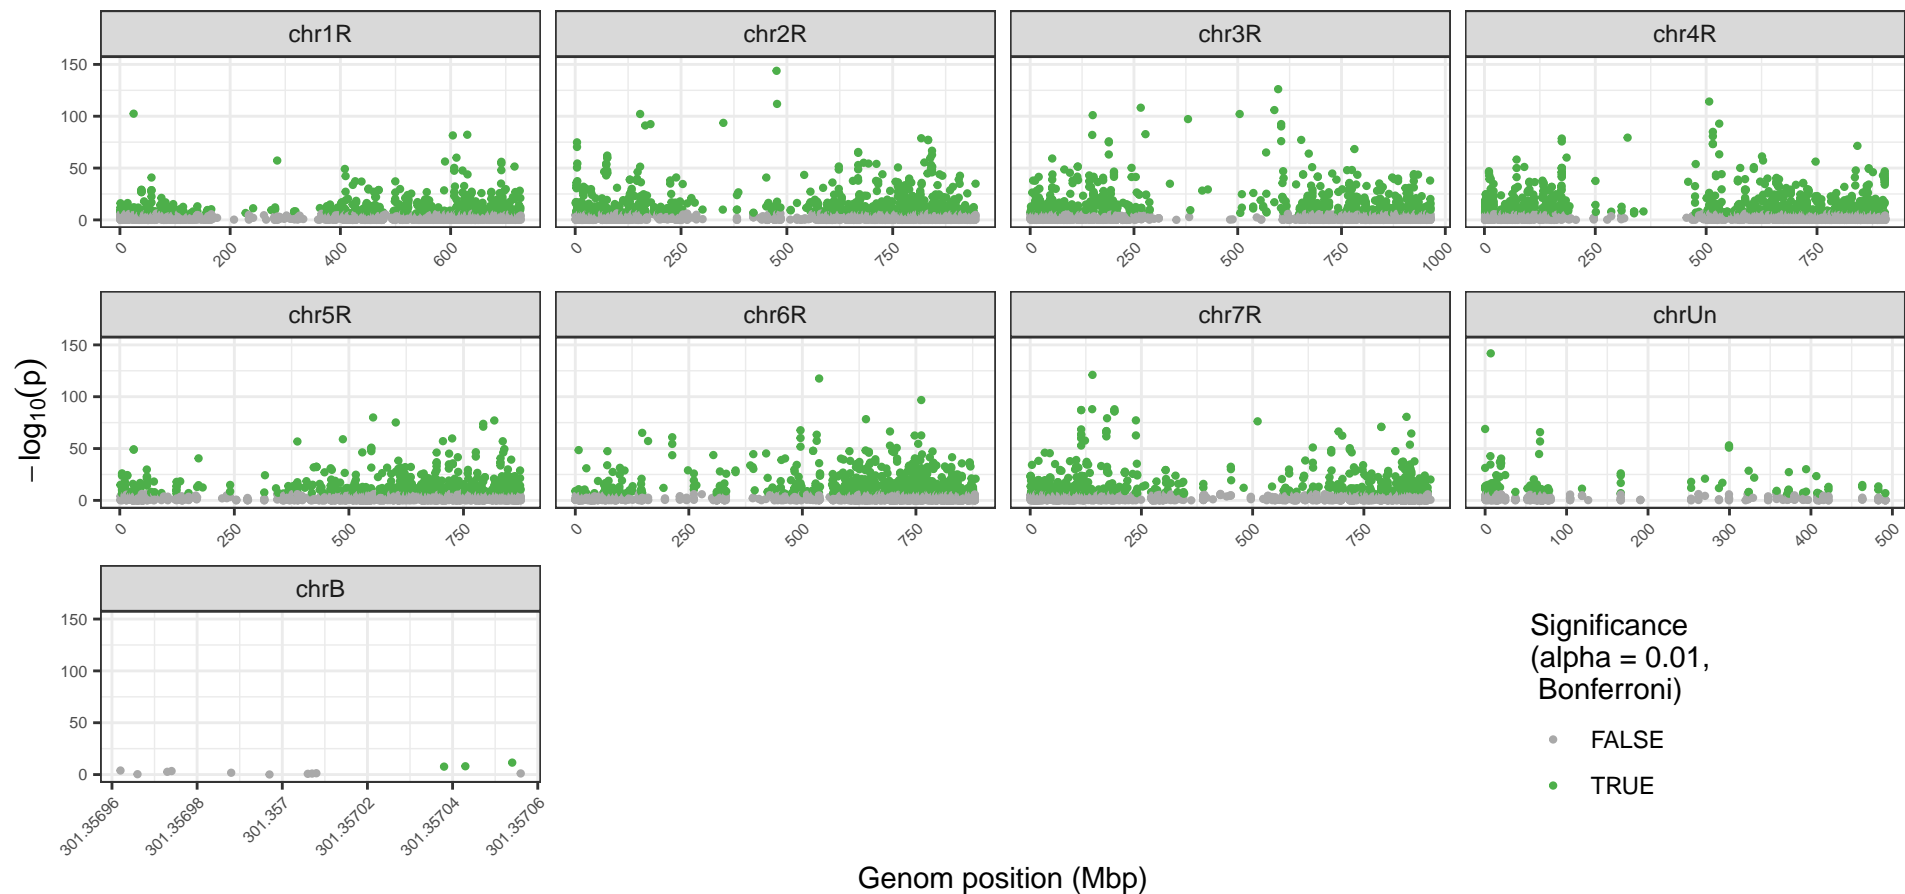 chr1R chr2R chr3R chr4R
150
100
50
0
0 200 400 600 0 250 500 750 0 250 500 750 1000 0 250 500 750
chr5R chr6R chr7R chrUn
150
100
50
0
0 250 500 750 0 250 500 750 0 250 500 750 0 100 200 300 400 500
−log10(p)
chrB
150
100
50
0
301.35696 301.35698 301.357 301.35702 301.35704 301.35706
Significance
(alpha = 0.01,
Bonferroni)
FALSE
TRUE
Genom position (Mbp)